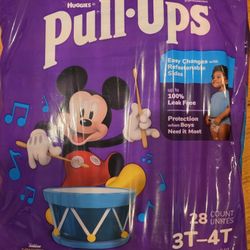 HUGGIES
Pull-Ups
Easy Changes with
Refastenable
Sides
up to
100%
Leak Free
Protection
where Boys
Need it Most
28 COUNT
UNITÉS
3T-4T